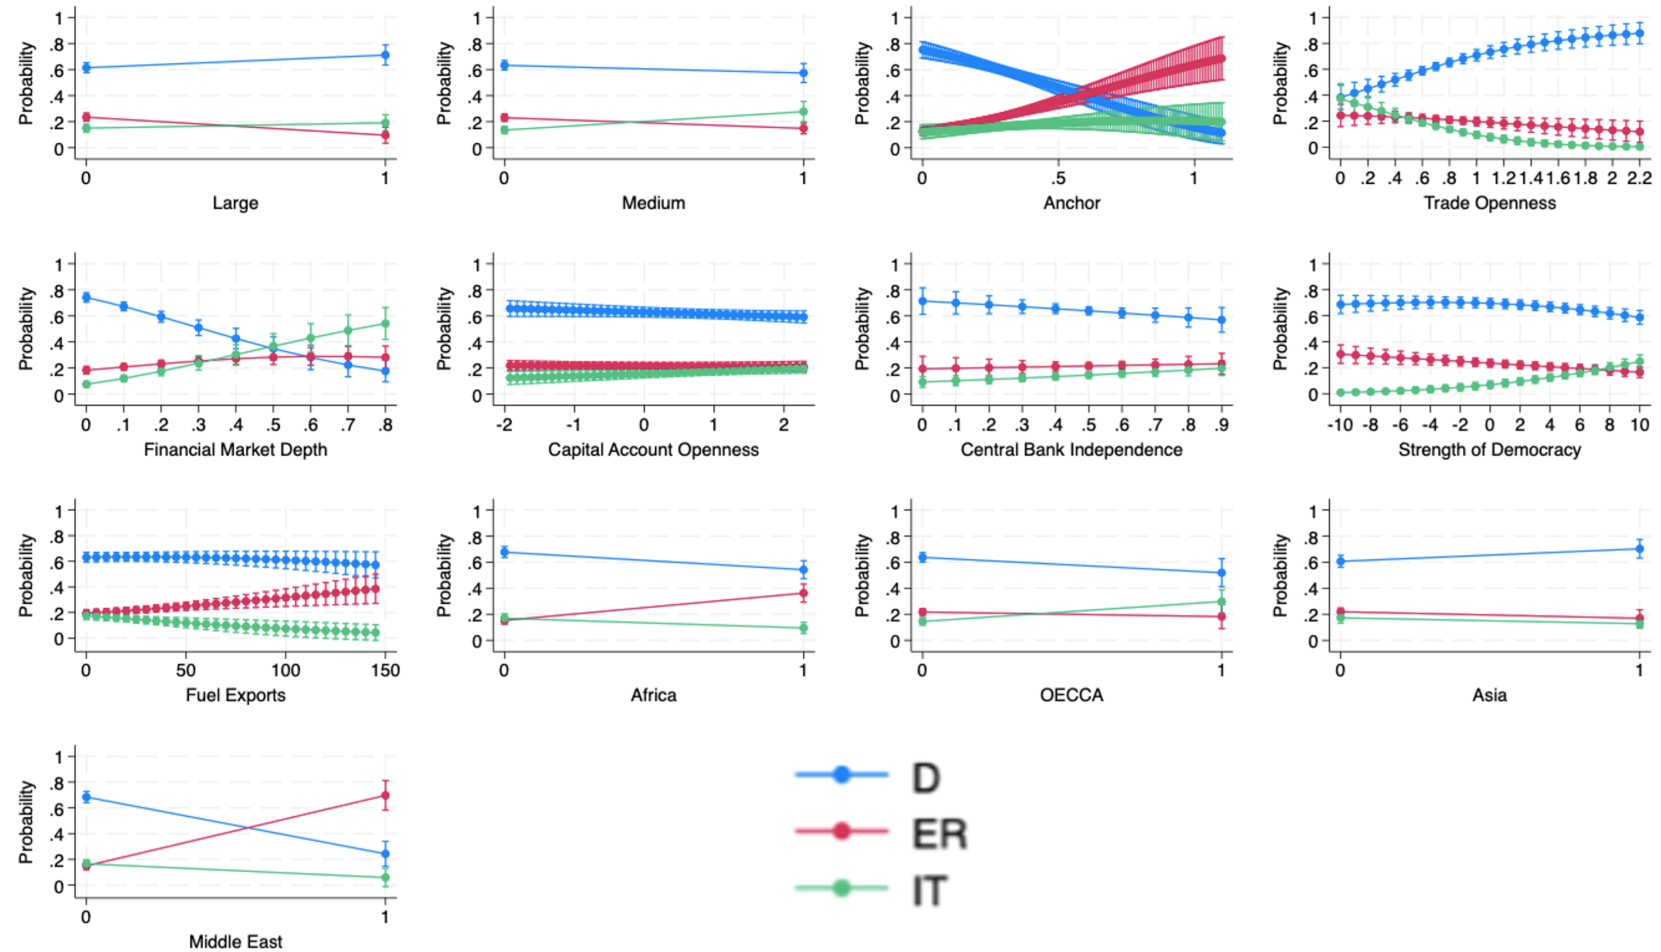 Probability
1
.8
.6
.4
.2
0
0 1
Large
Probability
1
.8
.6
.4
.2
0
0 1
Medium
Probability
1
.8
.6
.4
.2
0
0 .5 1
Anchor
Probability
1
.8
.6
.4
.2
0
0 .2 .4 .6 .8 1 1.2 1.4 1.6 1.8 2 2.2
Trade Openness
Probability
1
.8
.6
.4
.2
0
0 .1 .2 .3 .4 .5 .6 .7 .8
Financial Market Depth
Probability
1
.8
.6
.4
.2
0
-2 -1 0 1 2
Capital Account Openness
Probability
1
.8
.6
.4
.2
0
0 .1 .2 .3 .4 .5 .6 .7 .8 .9
Central Bank Independence
Probability
1
.8
.6
.4
.2
0
-10 -8 -6 -4 -2 0 2 4 6 8 10
Strength of Democracy
Probability
1
.8
.6
.4
.2
0
0 50 100 150
Fuel Exports
Probability
1
.8
.6
.4
.2
0
0 1
Africa
Probability
1
.8
.6
.4
.2
0
0 1
OECCA
Probability
1
.8
.6
.4
.2
0
0 1
Asia
Probability
1
.8
.6
.4
.2
0
0 1
Middle East
D
ER
IT